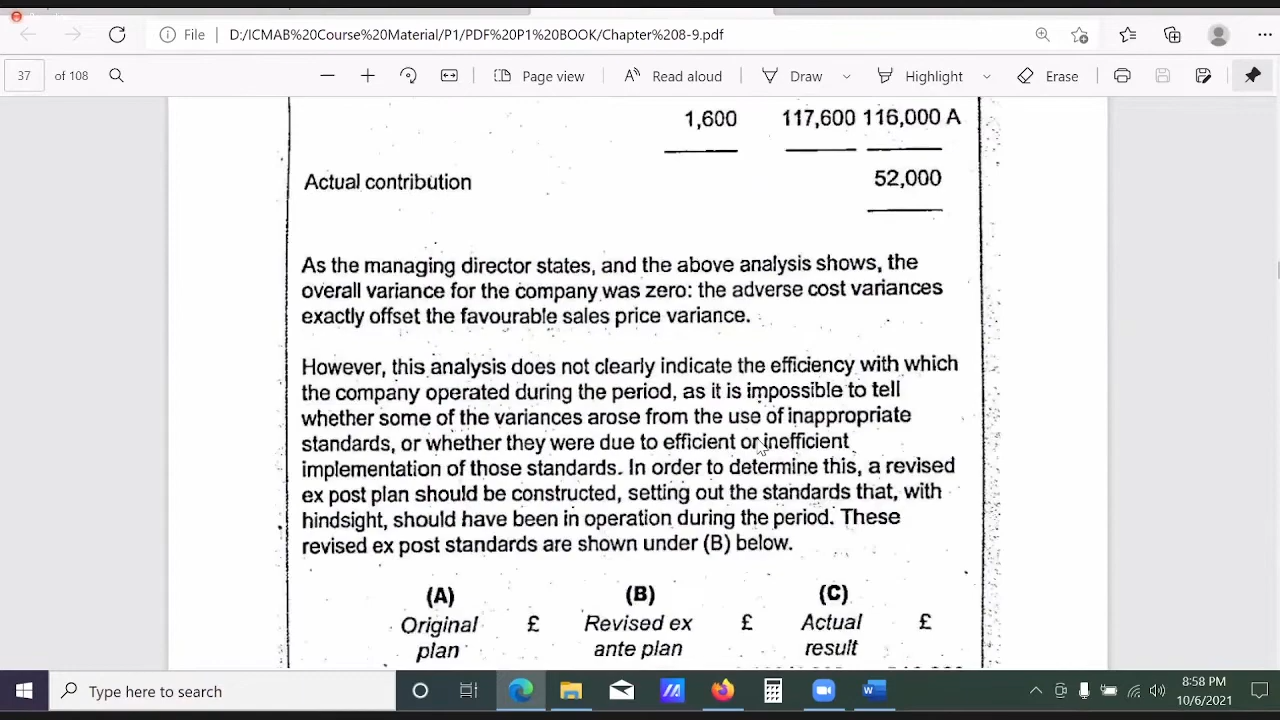 File
D:/ICMAB%20Course%20Material/P1/PDF%20P1%20BOOK/Chapter%208-9.pdf
37 of 108
Page view
Read aloud
Draw
Highlight
Erase
1,600 117,600 116,000 A
Actual contribution 52,000
As the managing director states, and the above analysis shows, the
overall variance for the company was zero: the adverse cost variances
exactly offset the favourable sales price variance.
However, this analysis does not clearly indicate the efficiency with which
the company operated during the period, as it is impossible to tell
whether some of the variances arose from the use of inappropriate
standards, or whether they were due to efficient or inefficient
implementation of those standards. In order to determine this, a revised
ex post plan should be constructed, setting out the standards that, with
hindsight, should have been in operation during the period. These
revised ex post standards are shown under (B) below.
(A) (B) (C)
Original £ Revised ex £ Actual £
plan ante plan result
Type here to search
8:58 PM
10/6/2021